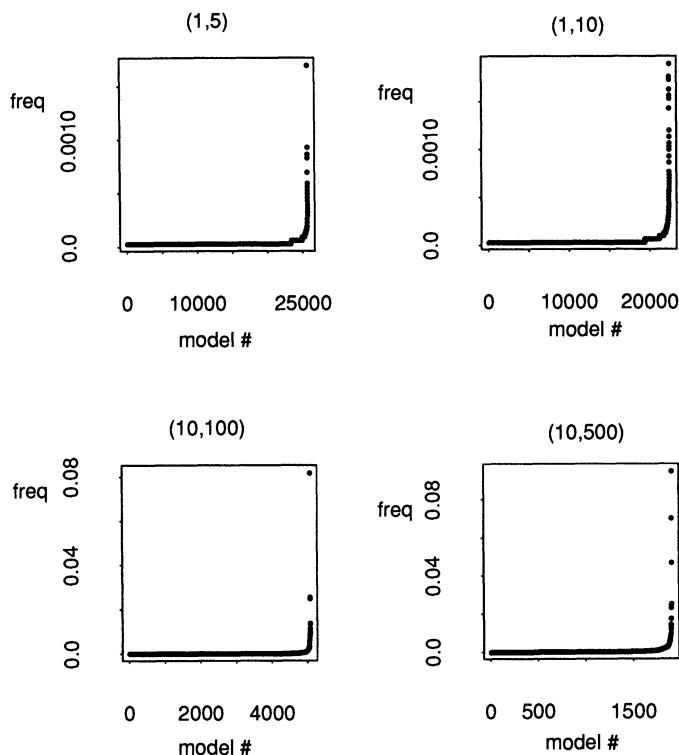 (1,5)
freq
0.0010
0.0
0 10000 25000
model #
(1,10)
freq
0.0010
0.0
0 10000 20000
model #
(10,100)
freq
0.08
0.04
0.0
0 2000 4000
model #
(10,500)
freq
0.08
0.04
0.0
0 500 1500
model #